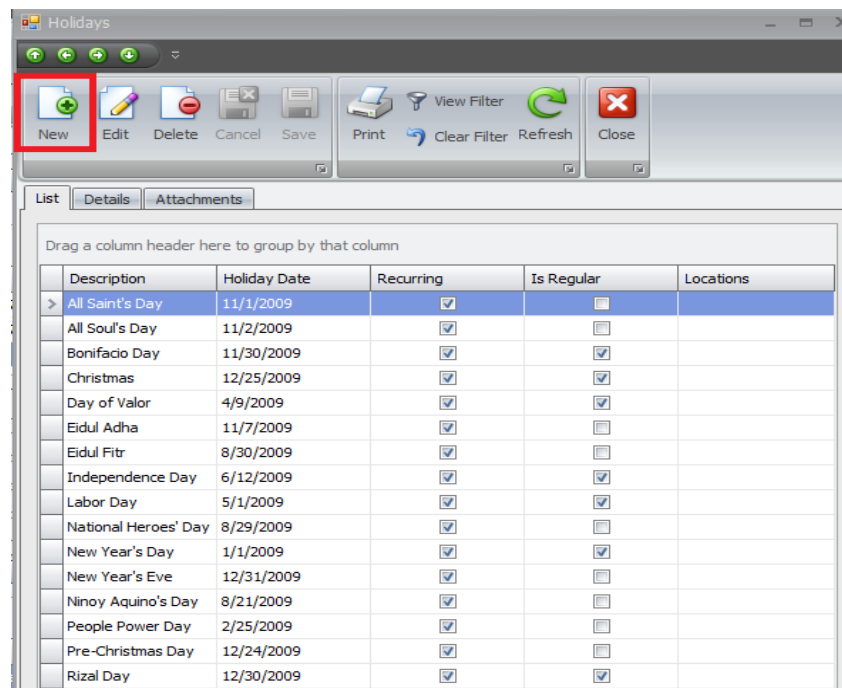 Holidays
New Edit Delete Cancel Save Print View Filter Clear Filter Refresh Close
List Details Attachments
Drag a column header here to group by that column
Description Holiday Date Recurring Is Regular Locations
All Saint's Day 11/1/2009
All Soul's Day 11/2/2009
Bonifacio Day 11/30/2009
Christmas 12/25/2009
Day of Valor 4/9/2009
Eidul Adha 11/7/2009
Eidul Fitr 8/30/2009
Independence Day 6/12/2009
Labor Day 5/1/2009
National Heroes' Day 8/29/2009
New Year's Day 1/1/2009
New Year's Eve 12/31/2009
Ninoy Aquino's Day 8/21/2009
People Power Day 2/25/2009
Pre-Christmas Day 12/24/2009
Rizal Day 12/30/2009